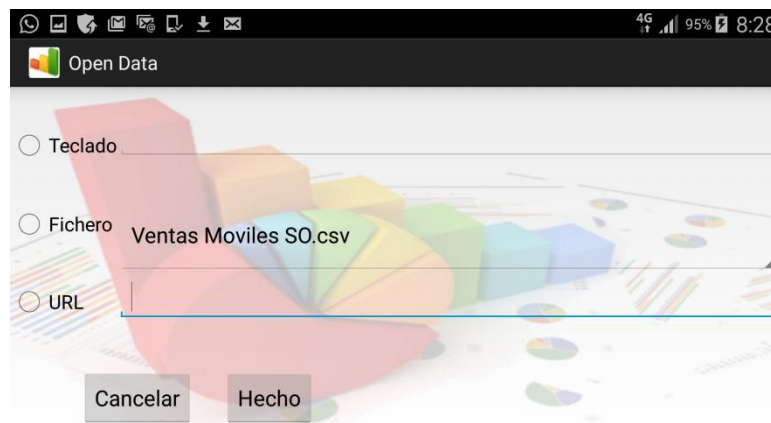 4G 95% 8:28
Open Data
Teclado
Fichero Ventas Moviles SO.csv
URL
Cancelar Hecho